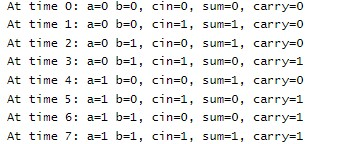 At time 0: a=0 b=0, cin=0, sum=0, carry=0
At time 1: a=0 b=0, cin=1, sum=1, carry=0
At time 2: a=0 b=1, cin=0, sum=1, carry=0
At time 3: a=0 b=1, cin=1, sum=0, carry=1
At time 4: a=1 b=0, cin=0, sum=1, carry=0
At time 5: a=1 b=0, cin=1, sum=0, carry=1
At time 6: a=1 b=1, cin=0, sum=0, carry=1
At time 7: a=1 b=1, cin=1, sum=1, carry=1